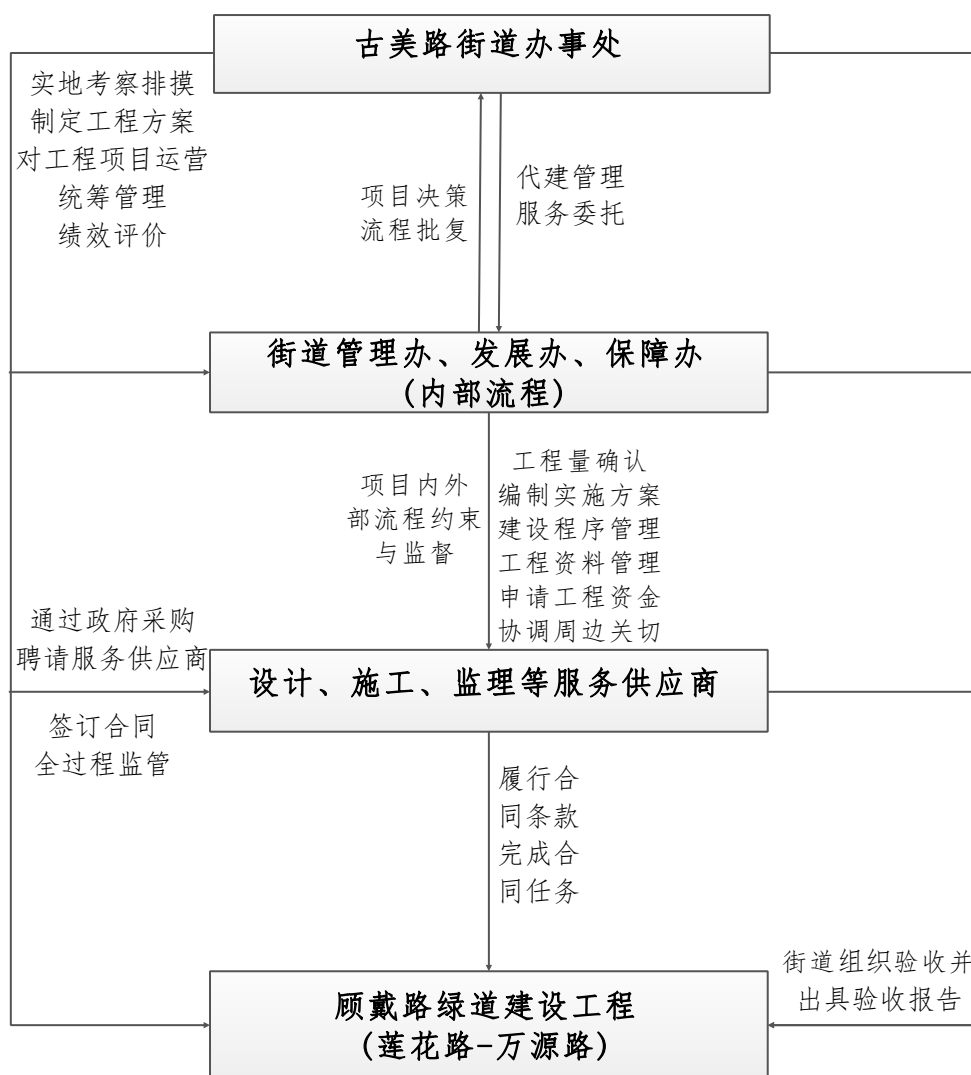 古美路街道办事处
实地考察排摸
制定工程方案
对工程项目运营
统筹管理
绩效评价
项目决策
流程批复
代建管理
服务委托
街道管理办、发展办、保障办
(内部流程)
项目内外
部流程约束
与监督
工程量确认
编制实施方案
建设程序管理
工程资料管理
申请工程资金
协调周边关切
通过政府采购
聘请服务供应商
设计、施工、监理等服务供应商
签订合同
全过程监管
履行合
同条款
完成合
同任务
街道组织验收并
出具验收报告
顾戴路绿道建设工程
(莲花路-万源路)